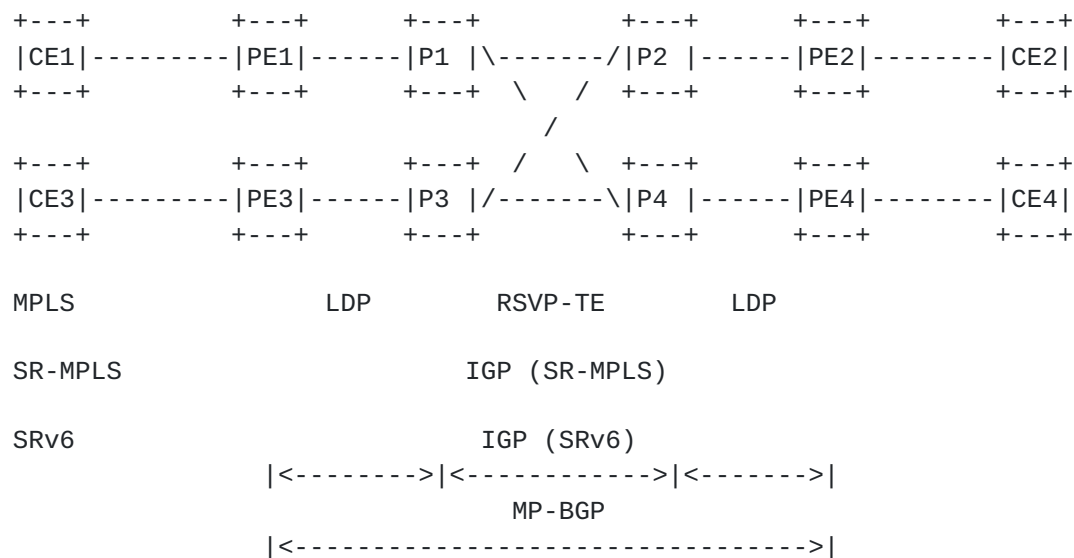 +---+         +---+      +---+         +---+      +---+        +---+
|CE1|---------|PE1|------|P1 |\-------/|P2 |------|PE2|--------|CE2|
+---+         +---+      +---+  \   /  +---+      +---+        +---+
                                  /
+---+         +---+      +---+  /   \  +---+      +---+        +---+
|CE3|---------|PE3|------|P3 |/-------\|P4 |------|PE4|--------|CE4|
+---+         +---+      +---+         +---+      +---+        +---+
MPLS                LDP        RSVP-TE        LDP
SR-MPLS                      IGP (SR-MPLS)
SRv6                          IGP (SRv6)
                |<-------->|<------------>|<------->|
                                MP-BGP
                |<--------------------------------->|